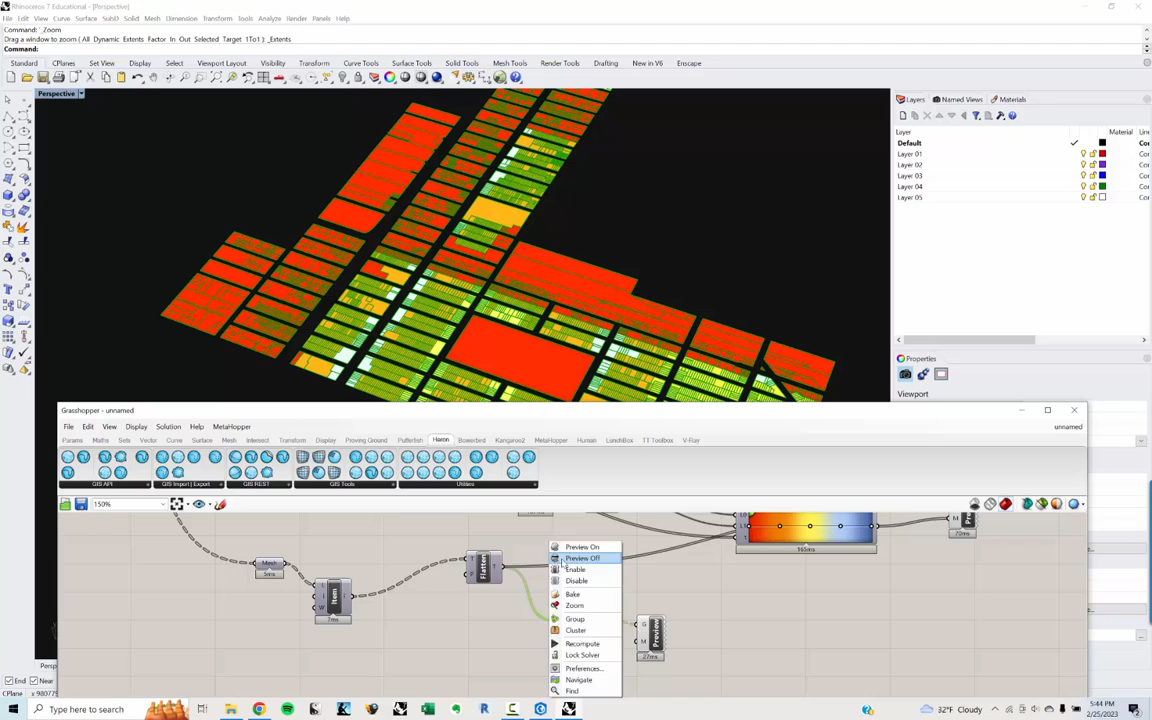 Rhinoceros 7 Educational - [Perspective]
File Edit View Curve Surface SubD Solid Mesh Dimension Transform Tools Analyze Render Panels Help
Command: '_Zoom
Drag a window to zoom ( All Dynamic Extents Factor In Out Selected Target 1To1 ): _Extents
Command:
Standard CPlanes Set View Display Select Viewport Layout Visibility Transform Curve Tools Surface Tools Solid Tools Mesh Tools Render Tools Drafting New in V6 Enscape
Perspective
Layers Named Views Materials
Layer Material
Default
Layer 01
Layer 02
Layer 03
Layer 04
Layer 05
Properties
Viewport
Grasshopper - unnamed
File Edit View Display Solution Help MetaHopper unnamed
Params Maths Sets Vector Curve Surface Mesh Intersect Transform Display Proving Ground Pufferfish Heron Bowerbird Kangaroo2 MetaHopper Human LunchBox T1 Toolbox V-Ray
GIS API GIS Import | Export GIS REST GIS Tools Utilities
150%
165ms
70ms
Mesh
5ms
Item
7ms
Flatten
Preview
27ms
Preview On
Preview Off
Enable
Disable
Bake
Zoom
Group
Cluster
Recompute
Lock Solver
Preferences...
Navigate
Find
End Near
CPlane
Type here to search
32°F Cloudy
5:44 PM
2/25/2023